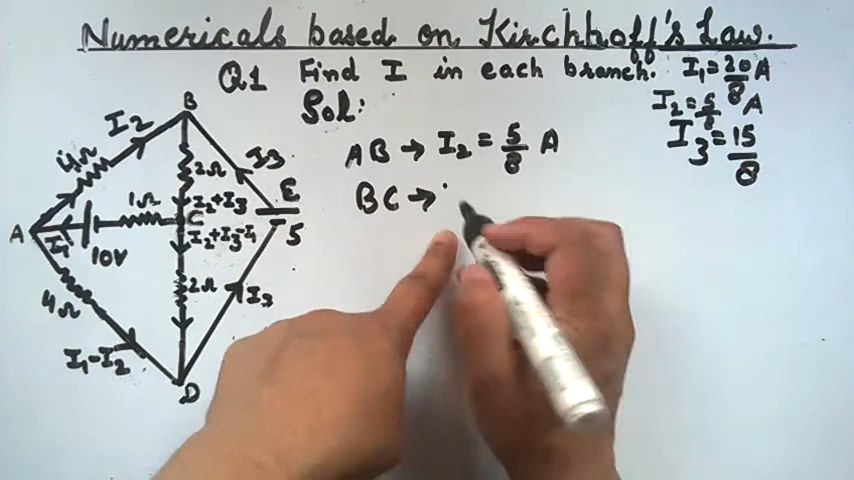 Numericals based on Kirchhoff's Law.
Q1 Find I in each branch.
I1 = 20/8 A
I2 = 5/8 A
I3 = 15/8
Sol:
AB → I2 = 5/8 A
BC →
B
I2
4Ω
2Ω
I3
E
1Ω
I2+I3
A
C
I1
I2+I3-I1
5
10V
2Ω
4Ω
I3
I1-I2
D